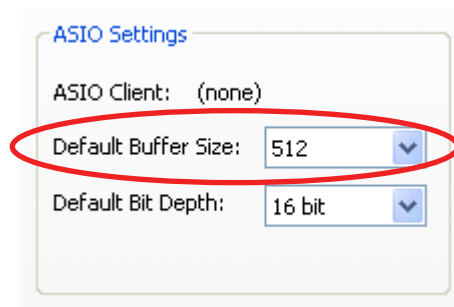 ASIO Settings
ASIO Client: (none)
Default Buffer Size: 512
Default Bit Depth: 16 bit